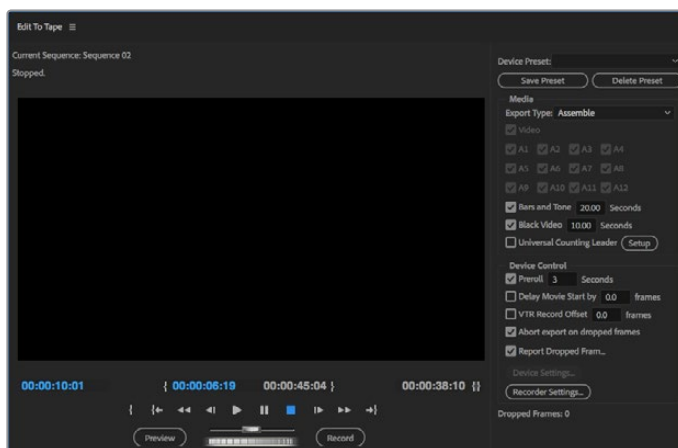 Edit To Tape
Current Sequence: Sequence 02
Stopped.
00:00:10:01
{ 00:00:06:19
00:00:45:04 }
00:00:38:10 {}
Preview
Record
Device Preset:
Save Preset
Delete Preset
Media
Export Type: Assemble
Video
A1 A2 A3 A4
A5 A6 A7 A8
A9 A10 A11 A12
Bars and Tone 20.00 Seconds
Black Video 10.00 Seconds
Universal Counting Leader Setup
Device Control
Preroll 3 Seconds
Delay Movie Start by 0.0 frames
VTR Record Offset 0.0 frames
Abort export on dropped frames
Report Dropped Fram...
Device Settings...
Recorder Settings...
Dropped Frames: 0